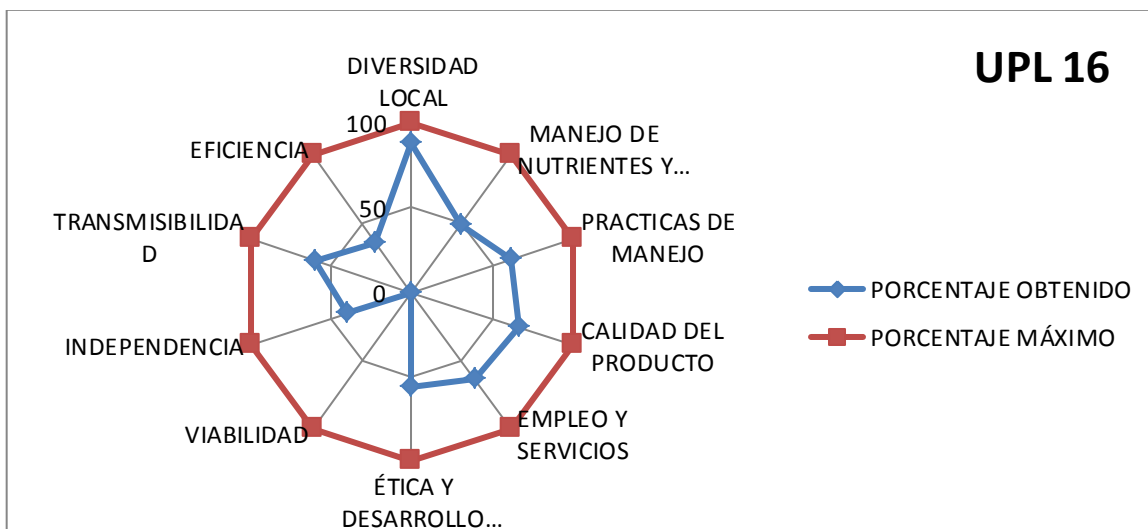 UPL 16
DIVERSIDAD
LOCAL
MANEJO DE
NUTRIENTES Y...
PRACTICAS DE
MANEJO
CALIDAD DEL
PRODUCTO
EMPLEO Y
SERVICIOS
ÉTICA Y
DESARROLLO...
VIABILIDAD
INDEPENDENCIA
TRANSMISIBILIDA
D
EFICIENCIA
100
50
0
PORCENTAJE OBTENIDO
PORCENTAJE MÁXIMO